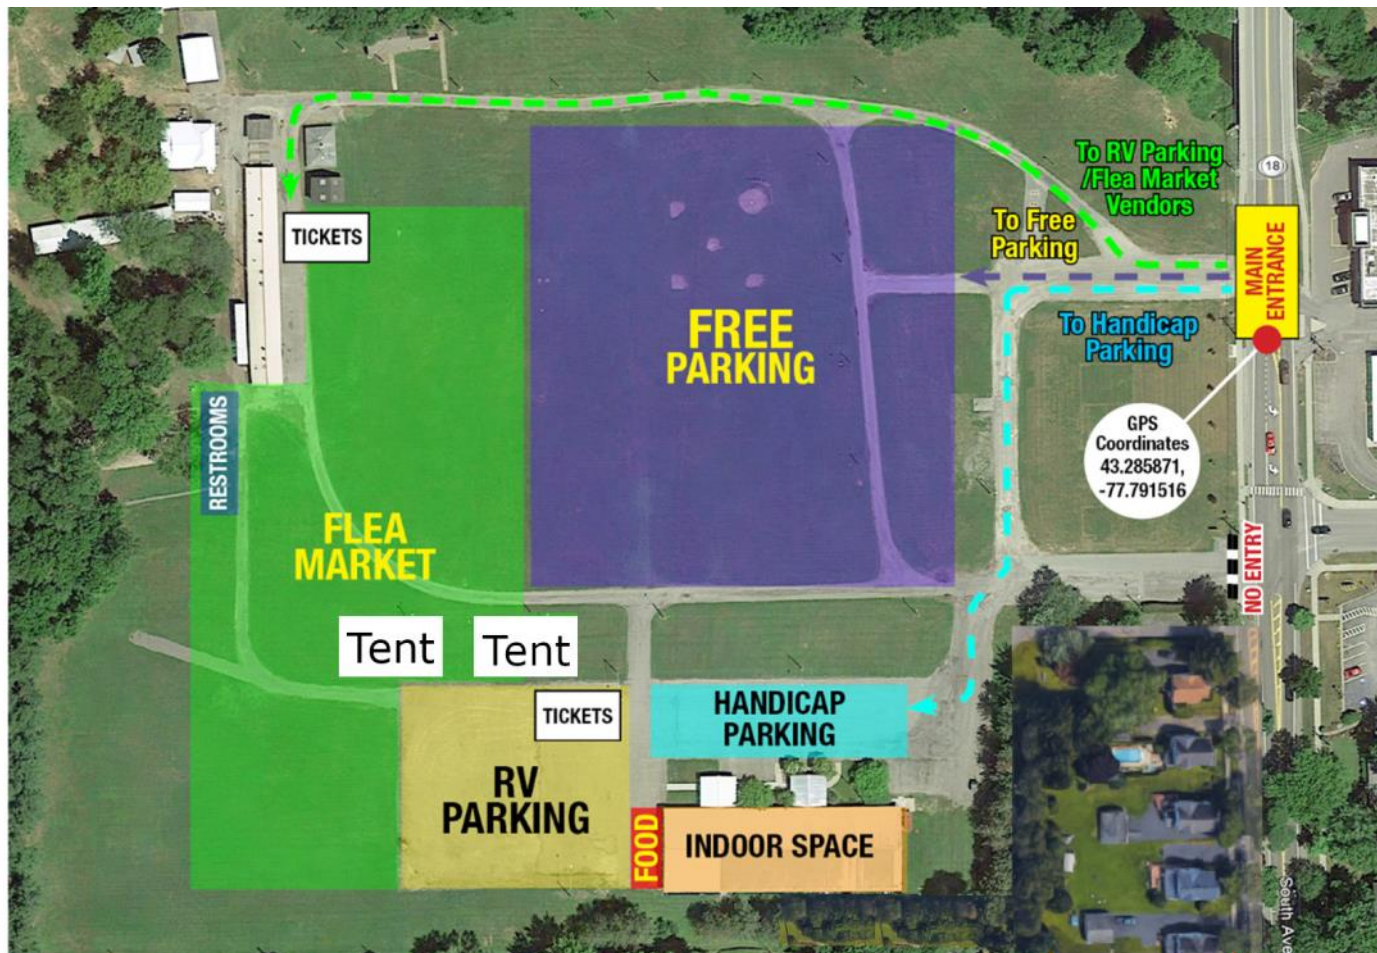 To RV Parking
/Flea Market
Vendors
18
To Free
Parking
MAIN
ENTRANCE
TICKETS
To Handicap
Parking
FREE
PARKING
GPS
Coordinates
43.285871,
-77.791516
RESTROOMS
FLEA
MARKET
NO ENTRY
Tent
Tent
TICKETS
HANDICAP
PARKING
RV
PARKING
FOOD
INDOOR SPACE
South Ave